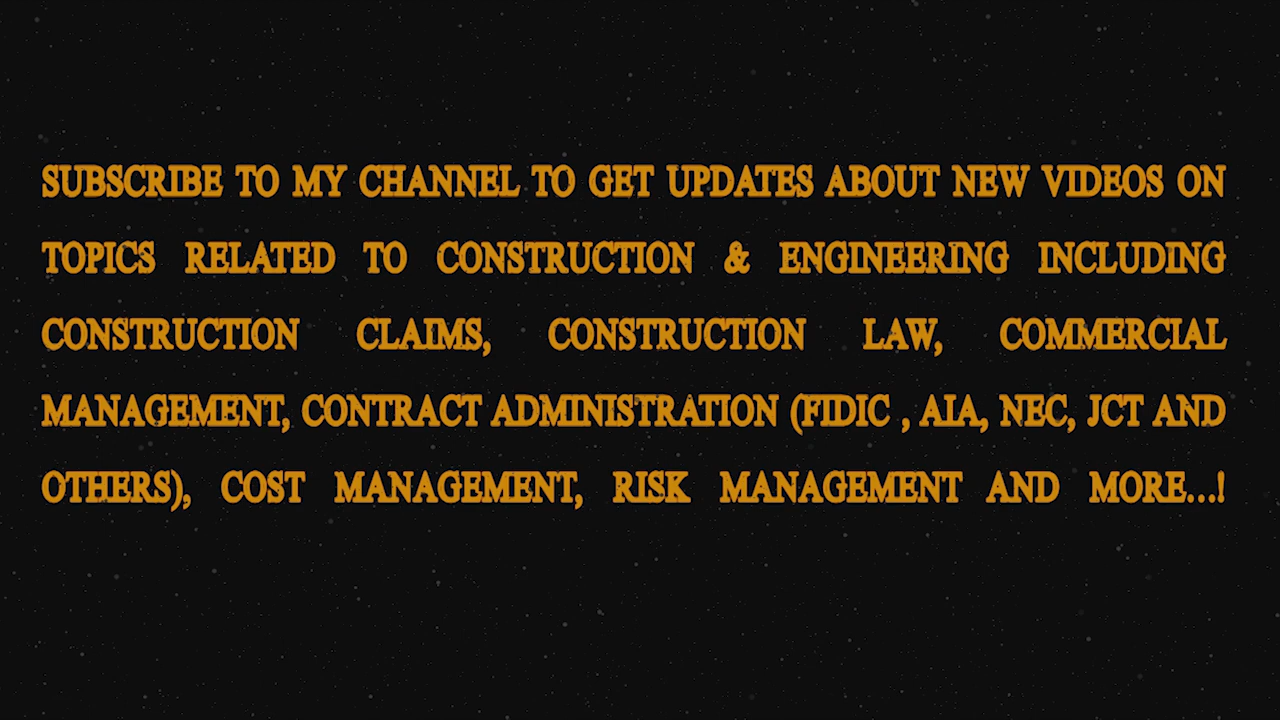 SUBSCRIBE TO MY CHANNEL TO GET UPDATES ABOUT NEW VIDEOS ON
TOPICS RELATED TO CONSTRUCTION & ENGINEERING INCLUDING
CONSTRUCTION CLAIMS, CONSTRUCTION LAW, COMMERCIAL
MANAGEMENT, CONTRACT ADMINISTRATION (FIDIC , AIA, NEC, JCT AND
OTHERS), COST MANAGEMENT, RISK MANAGEMENT AND MORE...!